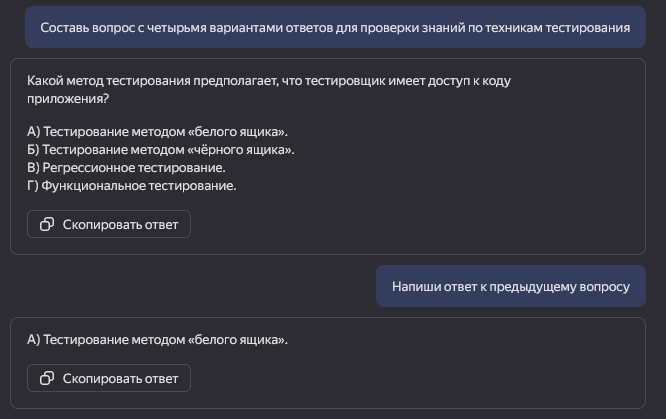 Составь вопрос с четырьмя вариантами ответов для проверки знаний по техникам тестирования
Какой метод тестирования предполагает, что тестировщик имеет доступ к коду
приложения?
А) Тестирование методом «белого ящика».
Б) Тестирование методом «чёрного ящика».
В) Регрессионное тестирование.
Г) Функциональное тестирование.
Скопировать ответ
Напиши ответ к предыдущему вопросу
А) Тестирование методом «белого ящика».
Скопировать ответ